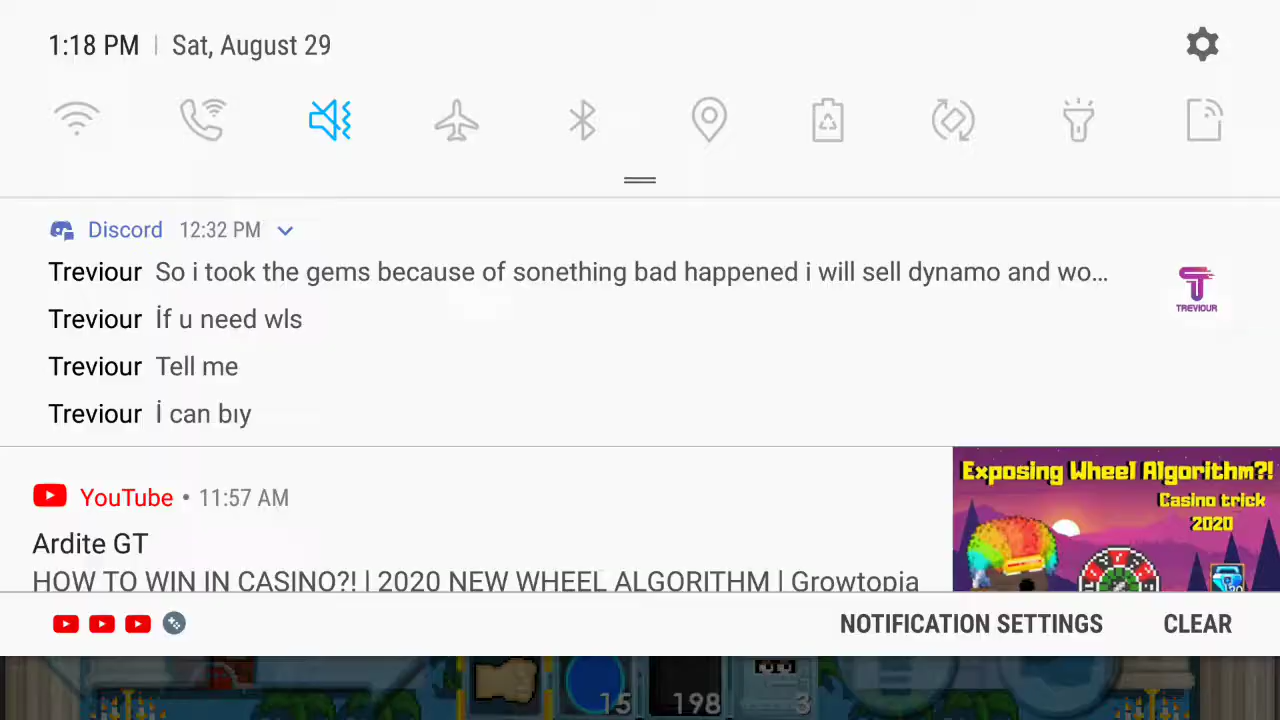 1:18 PM | Sat, August 29
Discord 12:32 PM
Treviour So i took the gems because of sonething bad happened i will sell dynamo and wo...
Treviour İf u need wls
Treviour Tell me
Treviour İ can bıy
TREVIOUR
YouTube • 11:57 AM
Ardite GT
HOW TO WIN IN CASINO?! | 2020 NEW WHEEL ALGORITHM | Growtopia
Exposing Wheel Algorithm?!
Casino trick
2020
NOTIFICATION SETTINGS CLEAR
15 198 3